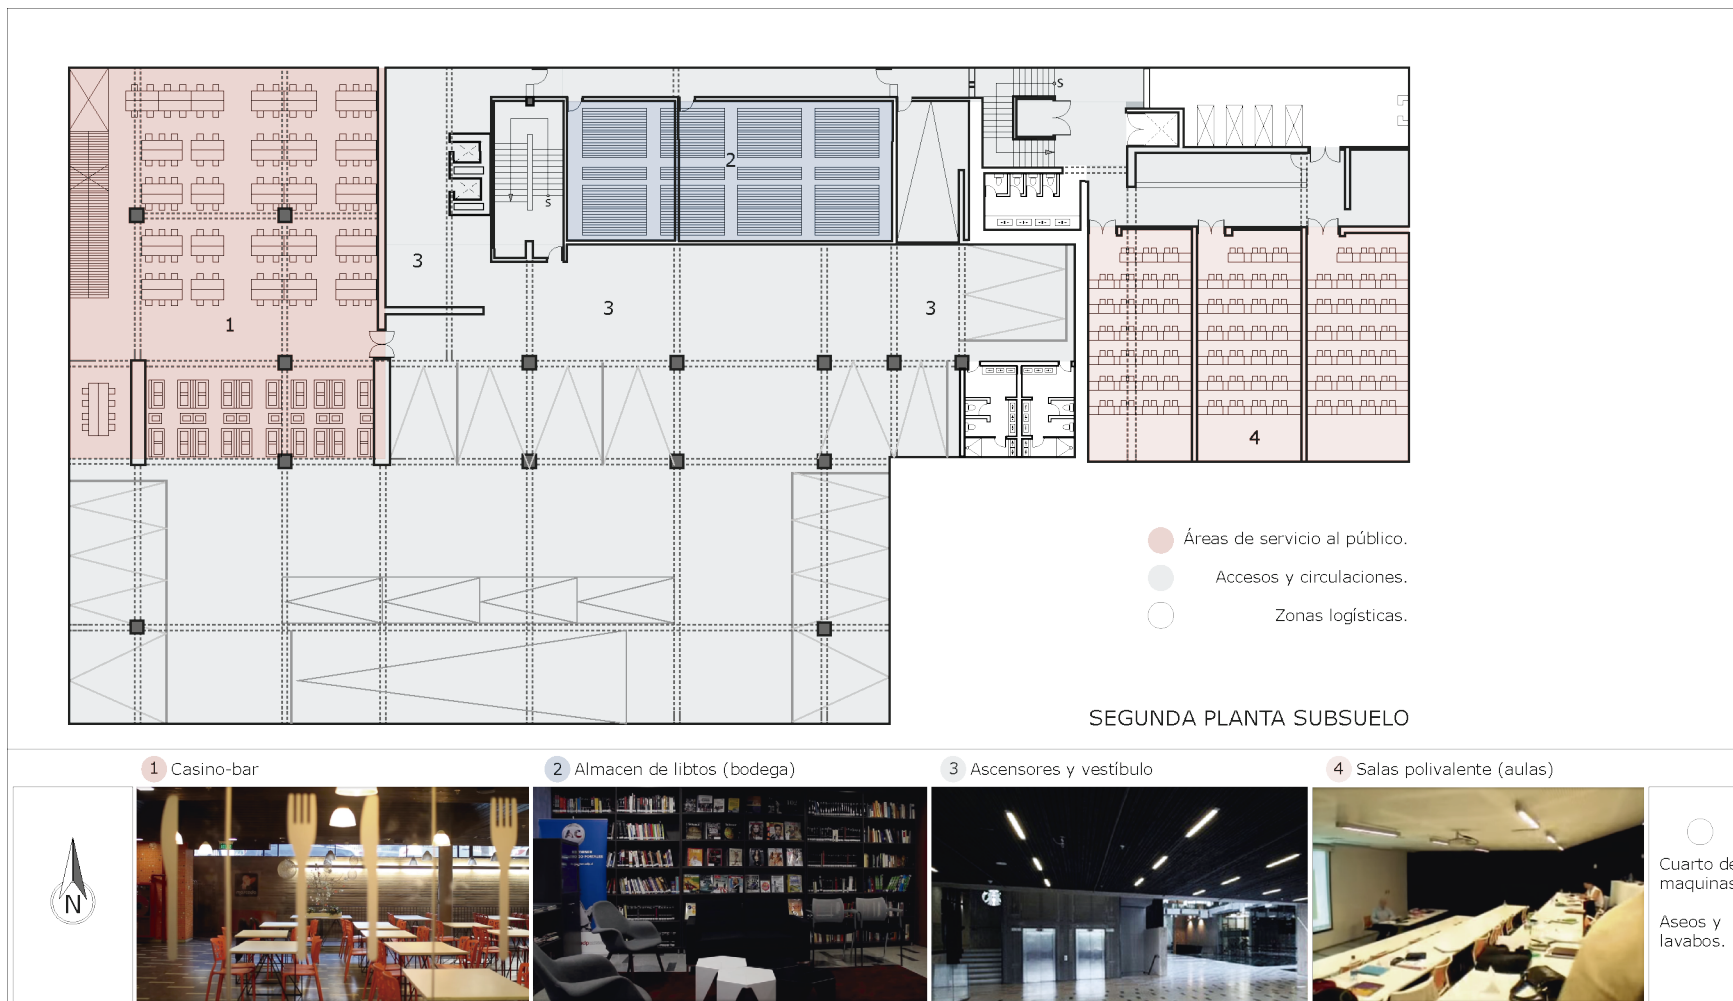 S
S
2
3
3
3
1
4
Áreas de servicio al público.
Accesos y circulaciones.
Zonas logísticas.
SEGUNDA PLANTA SUBSUELO
1 Casino-bar
2 Almacen de libtos (bodega)
3 Ascensores y vestíbulo
4 Salas polivalente (aulas)
N
A|C
Cuarto de
maquinas
Aseos y
lavabos.